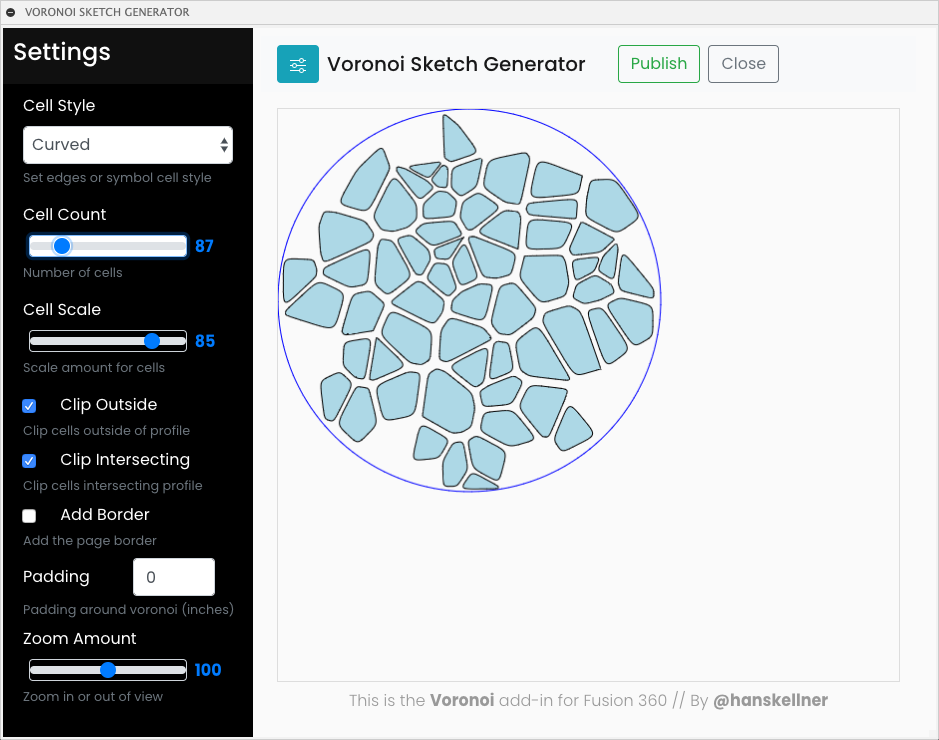 VORONOI SKETCH GENERATOR
Settings
Voronoi Sketch Generator
Publish
Close
Cell Style
Curved
Set edges or symbol cell style
Cell Count
87
Number of cells
Cell Scale
85
Scale amount for cells
Clip Outside
Clip cells outside of profile
Clip Intersecting
Clip cells intersecting profile
Add Border
Add the page border
Padding
0
Padding around voronoi (inches)
Zoom Amount
100
Zoom in or out of view
This is the Voronoi add-in for Fusion 360 // By @hanskellner